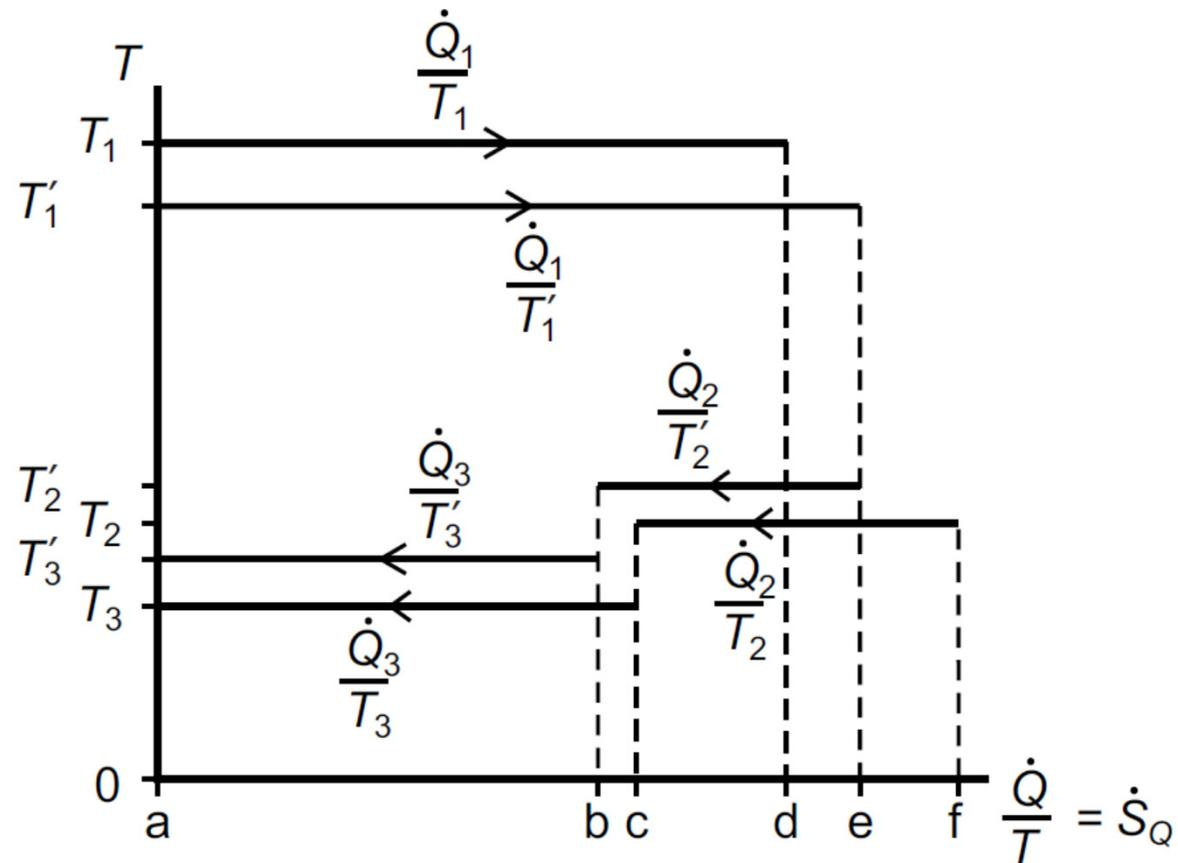 T
Q̇₁/T₁
T₁
T′₁
Q̇₁/T′₁
Q̇₂/T′₂
Q̇₃/T′₃
T′₂
T₂
T′₃
T₃
Q̇₂/T₂
Q̇₃/T₃
0
a b c d e f
Q̇/T = Ṡ_Q